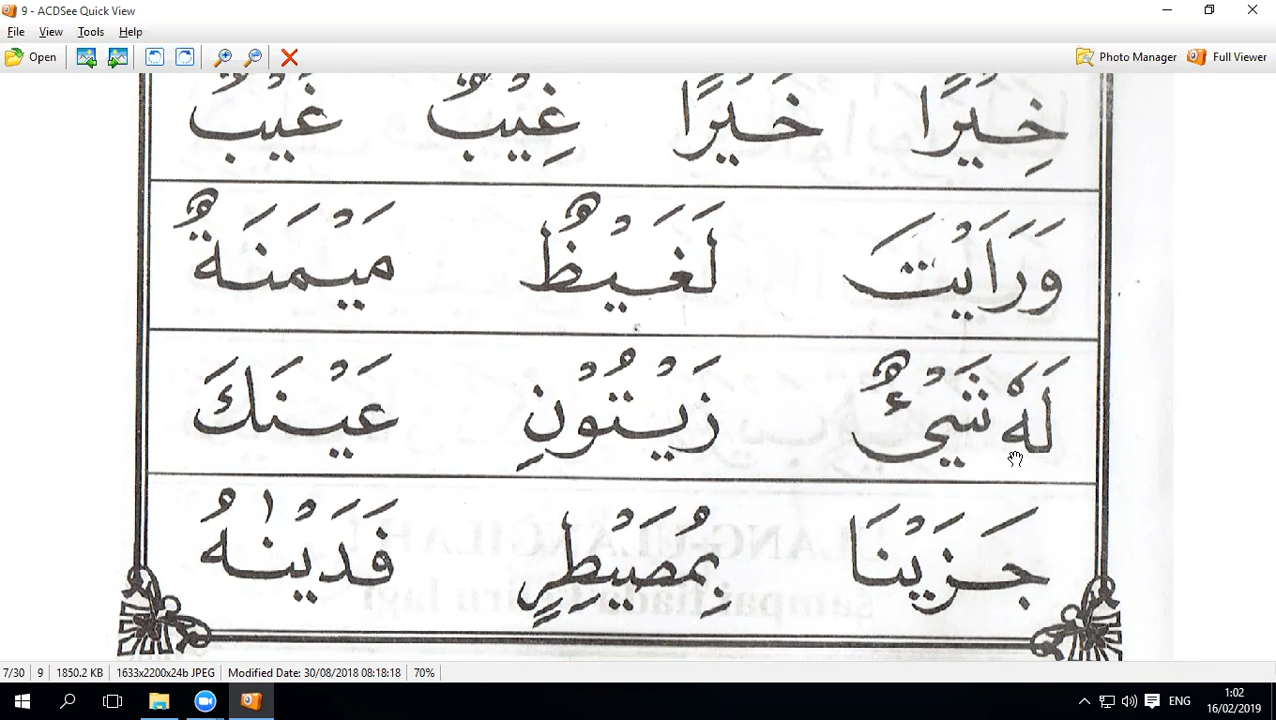 9 - ACDSee Quick View
File View Tools Help
Open Photo Manager Full Viewer
خِيْرًا خَيْرًا غِيْبٌ غَيْبٌ
وَرَاَيْتَ لَغَيْظٌ مَيْمَنَةٌ
لَهٗ شَيْءٌ زَيْتُوْنٍ عَيْنَكَ
جَزَيْنَا بِمُصَيْطِرٍ فَدَيْنٰهُ
7/30 9 1850.2 KB 1633x2200x24b JPEG Modified Date: 30/08/2018 08:18:18 70%
ENG 1:02
16/02/2019